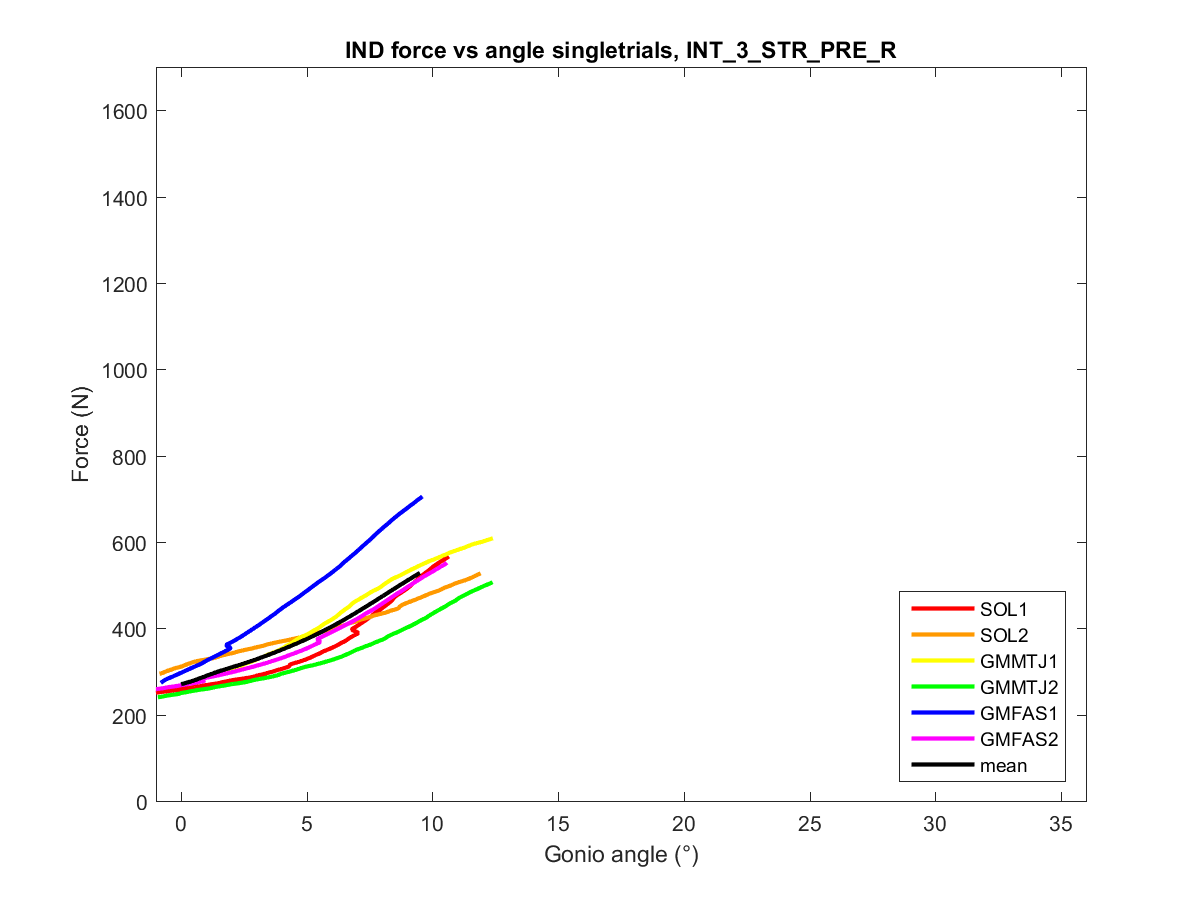 IND force vs angle singletrials, INT_3_STR_PRE_R
1600
1400
1200
1000
800
600
400
200
0
Force (N)
0 5 10 15 20 25 30 35
Gonio angle (°)
SOL1
SOL2
GMMTJ1
GMMTJ2
GMFAS1
GMFAS2
mean